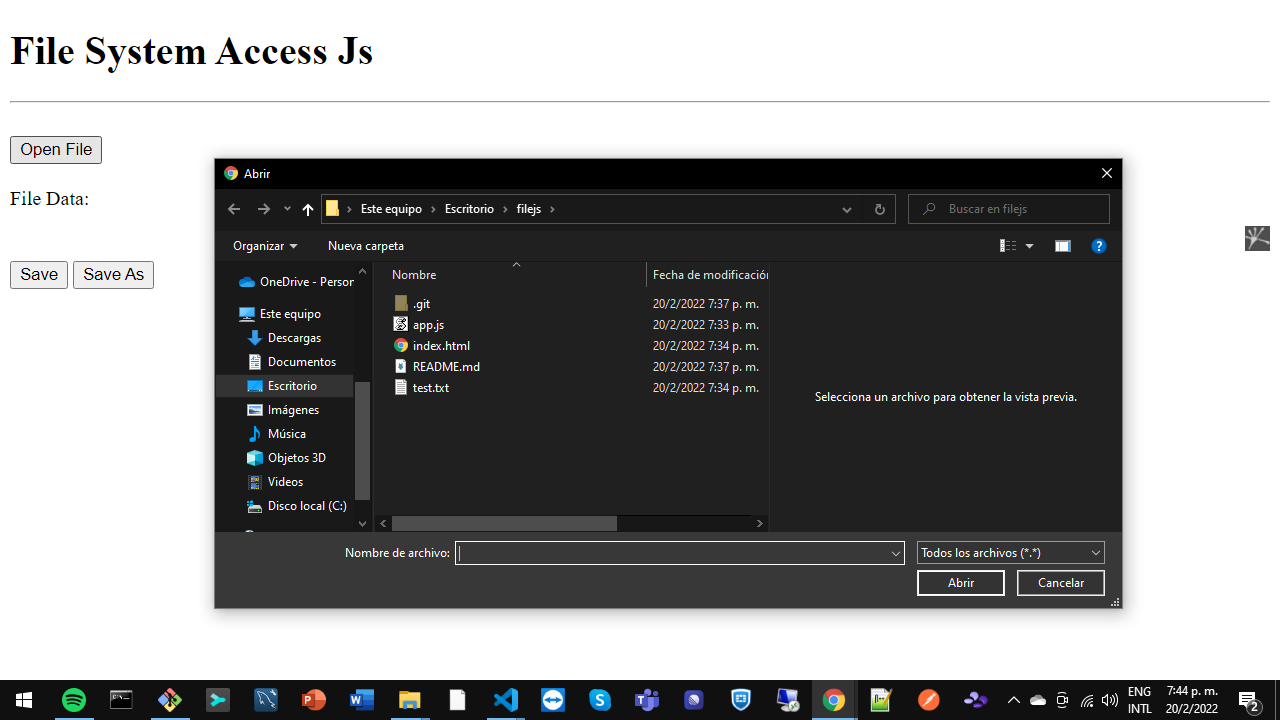 File System Access Js
Open File
File Data:
Save Save As
Abrir
Este equipo Escritorio filejs
Buscar en filejs
Organizar Nueva carpeta
OneDrive - Person
Este equipo
Descargas
Documentos
Escritorio
Imágenes
Música
Objetos 3D
Videos
Disco local (C:)
Nombre Fecha de modificación
.git 20/2/2022 7:37 p. m.
app.js 20/2/2022 7:33 p. m.
index.html 20/2/2022 7:34 p. m.
README.md 20/2/2022 7:37 p. m.
test.txt 20/2/2022 7:34 p. m.
Selecciona un archivo para obtener la vista previa.
Nombre de archivo: Todos los archivos (*.*)
Abrir Cancelar
ENG 7:44 p. m.
INTL 20/2/2022 2